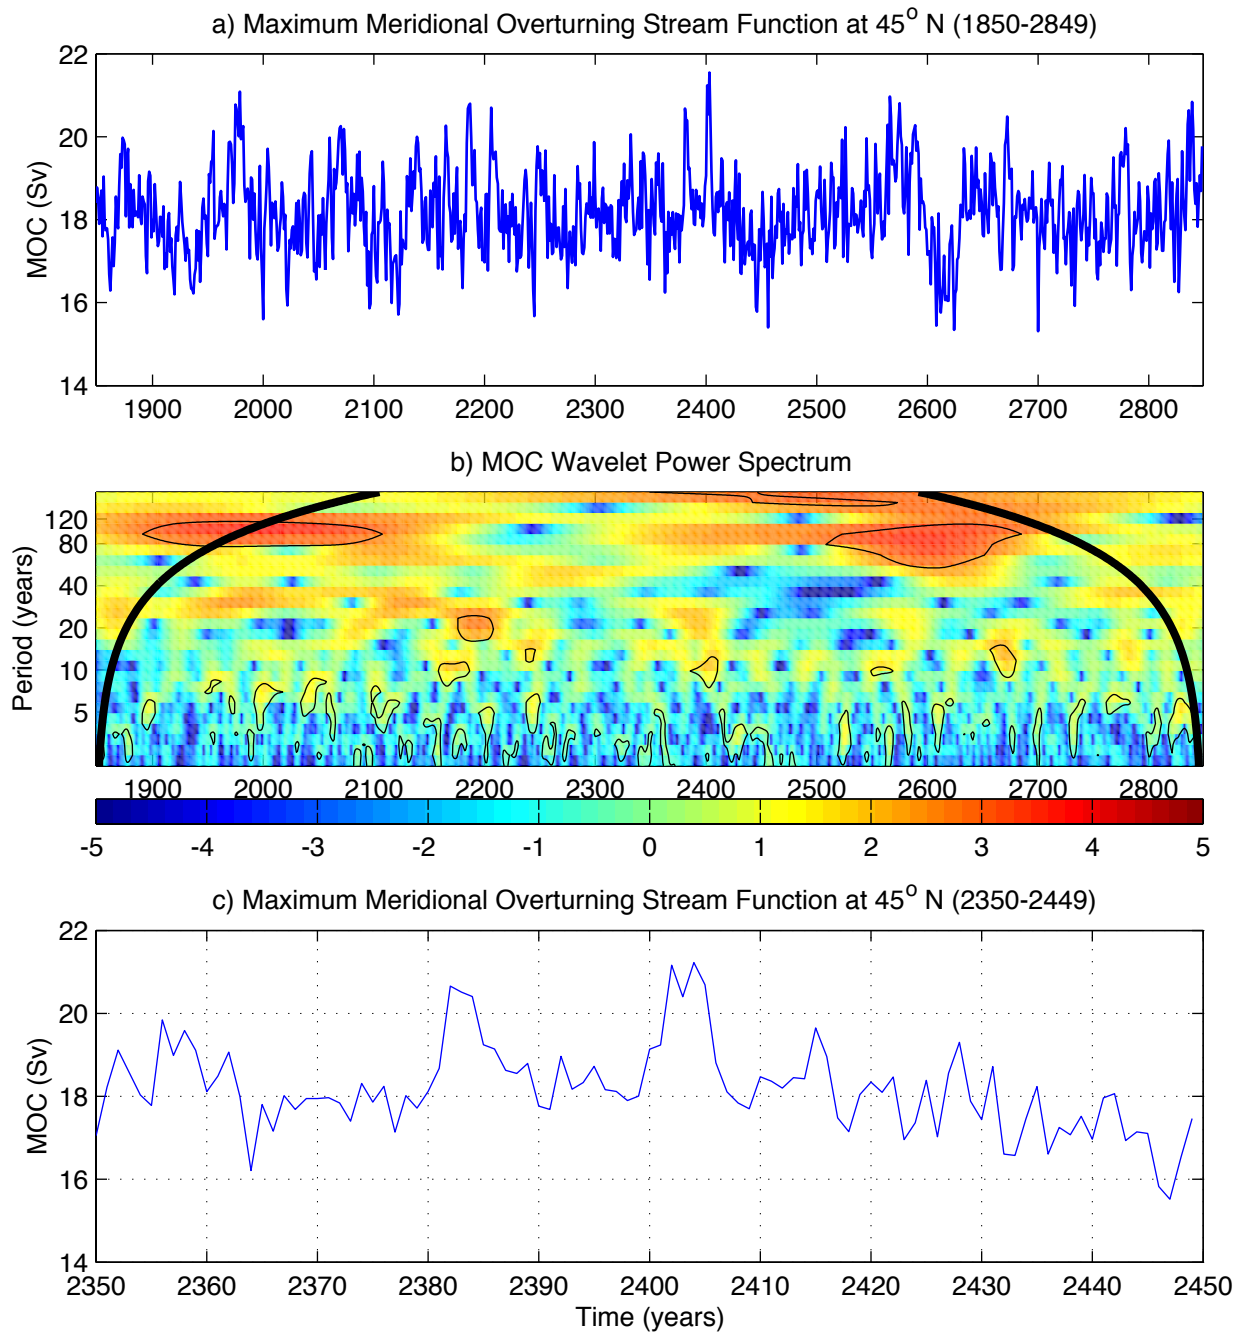 a) Maximum Meridional Overturning Stream Function at 45° N (1850-2849)
MOC (Sv)
22
20
18
16
14
1900 2000 2100 2200 2300 2400 2500 2600 2700 2800
b) MOC Wavelet Power Spectrum
Period (years)
120
80
40
20
10
5
1900 2000 2100 2200 2300 2400 2500 2600 2700 2800
-5 -4 -3 -2 -1 0 1 2 3 4 5
c) Maximum Meridional Overturning Stream Function at 45° N (2350-2449)
MOC (Sv)
22
20
18
16
14
2350 2360 2370 2380 2390 2400 2410 2420 2430 2440 2450
Time (years)